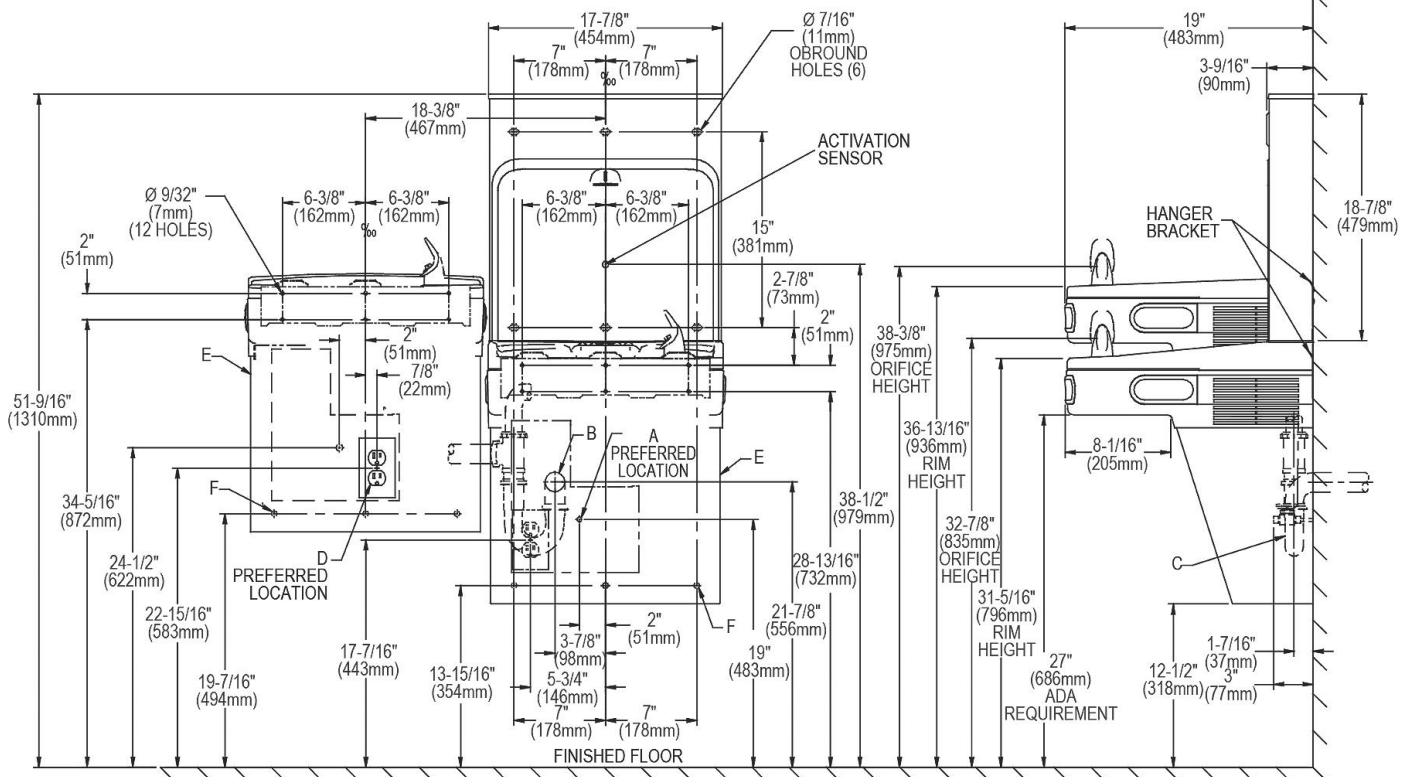 17-7/8"
(454mm)
7"
(178mm)
7"
(178mm)
‰
Ø 7/16"
(11mm)
OBROUND
HOLES (6)
19"
(483mm)
3-9/16"
(90mm)
18-3/8"
(467mm)
ACTIVATION
SENSOR
Ø 9/32"
(7mm)
(12 HOLES)
6-3/8"
(162mm)
6-3/8"
(162mm)
‰
6-3/8"
(162mm)
6-3/8"
(162mm)
15"
(381mm)
HANGER
BRACKET
18-7/8"
(479mm)
2"
(51mm)
2-7/8"
(73mm)
2"
(51mm)
E
2"
(51mm)
7/8"
(22mm)
38-3/8"
(975mm)
ORIFICE
HEIGHT
51-9/16"
(1310mm)
36-13/16"
(936mm)
RIM
HEIGHT
8-1/16"
(205mm)
B
A
PREFERRED
LOCATION
E
34-5/16"
(872mm)
F
38-1/2"
(979mm)
32-7/8"
(835mm)
ORIFICE
HEIGHT
24-1/2"
(622mm)
D
PREFERRED
LOCATION
28-13/16"
(732mm)
C
22-15/16"
(583mm)
21-7/8"
(556mm)
31-5/16"
(796mm)
RIM
HEIGHT
F
2"
(51mm)
3-7/8"
(98mm)
17-7/16"
(443mm)
13-15/16"
(354mm)
19"
(483mm)
5-3/4"
(146mm)
19-7/16"
(494mm)
27"
(686mm)
ADA
REQUIREMENT
12-1/2"
(318mm)
1-7/16"
(37mm)
3"
(77mm)
7"
(178mm)
7"
(178mm)
FINISHED FLOOR